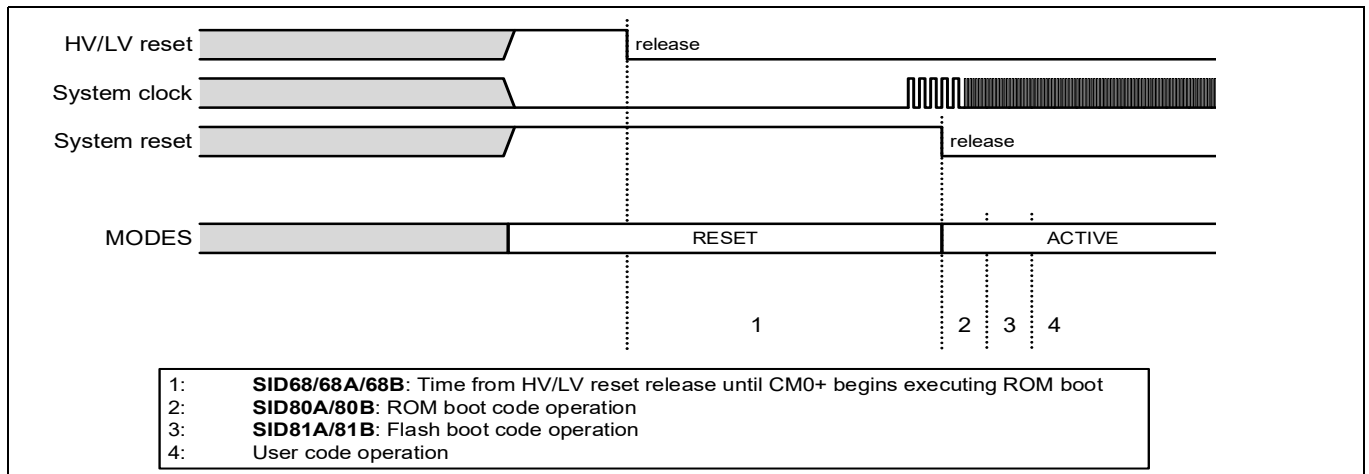 HV/LV reset release
System clock
System reset release
MODES RESET ACTIVE
1 2 3 4
1: SID68/68A/68B: Time from HV/LV reset release until CM0+ begins executing ROM boot
2: SID80A/80B: ROM boot code operation
3: SID81A/81B: Flash boot code operation
4: User code operation